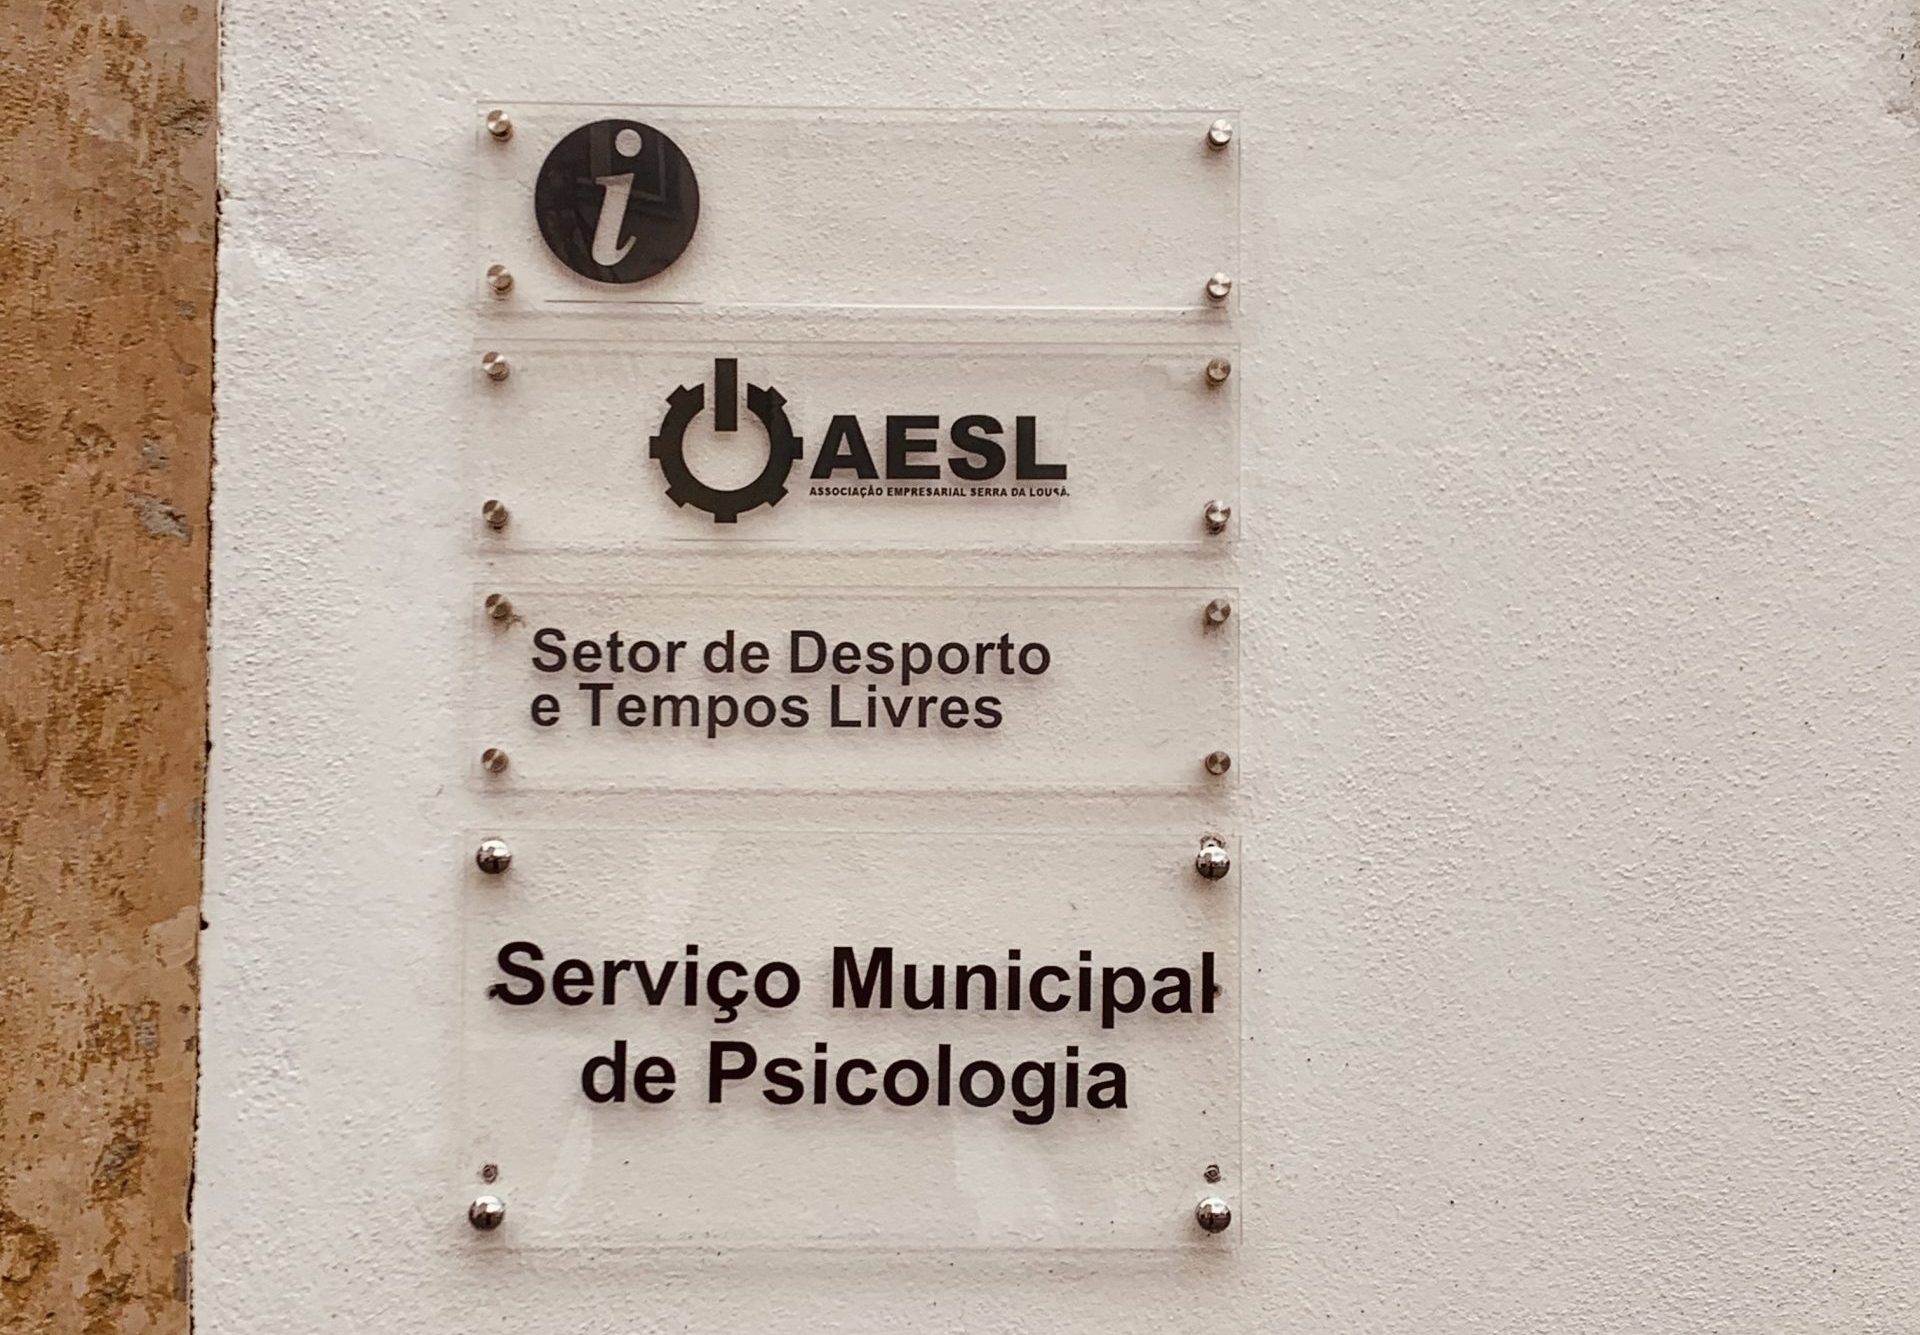 i
AESL
ASSOCIAÇÃO EMPRESARIAL SERRA DA LOUSÃ.
Setor de Desporto
e Tempos Livres
Serviço Municipal
de Psicologia